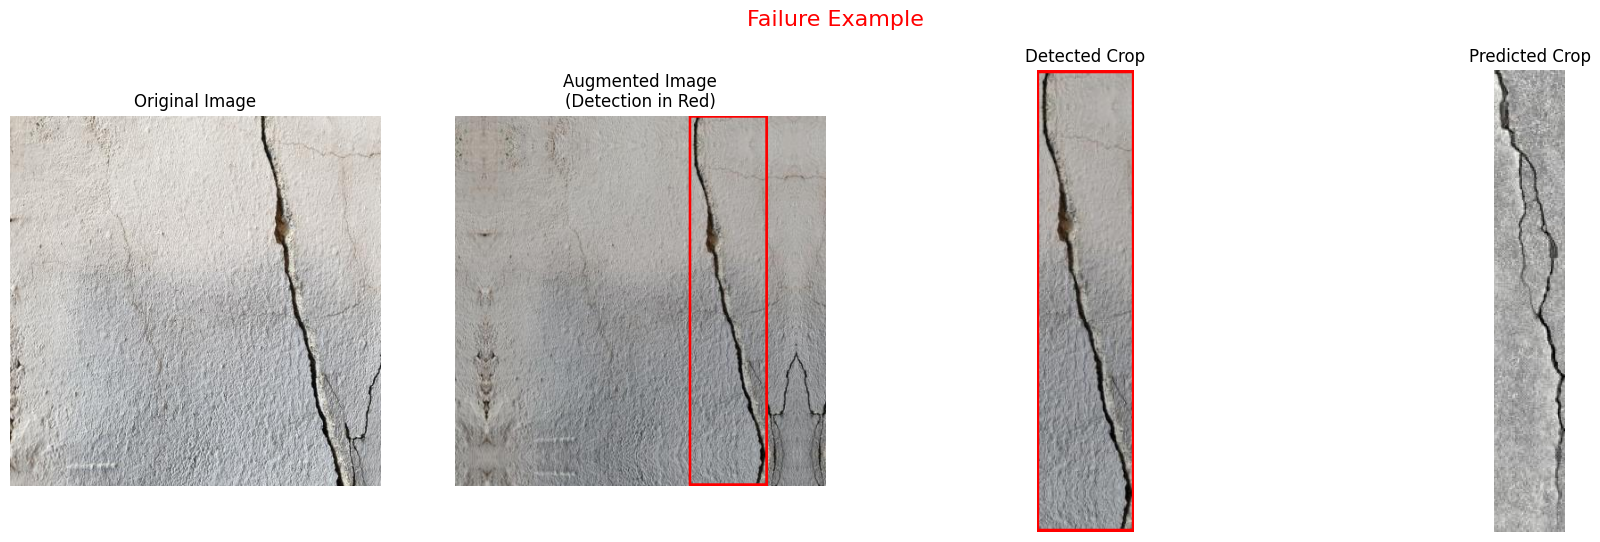 Failure Example
Original Image
Augmented Image
(Detection in Red)
Detected Crop
Predicted Crop